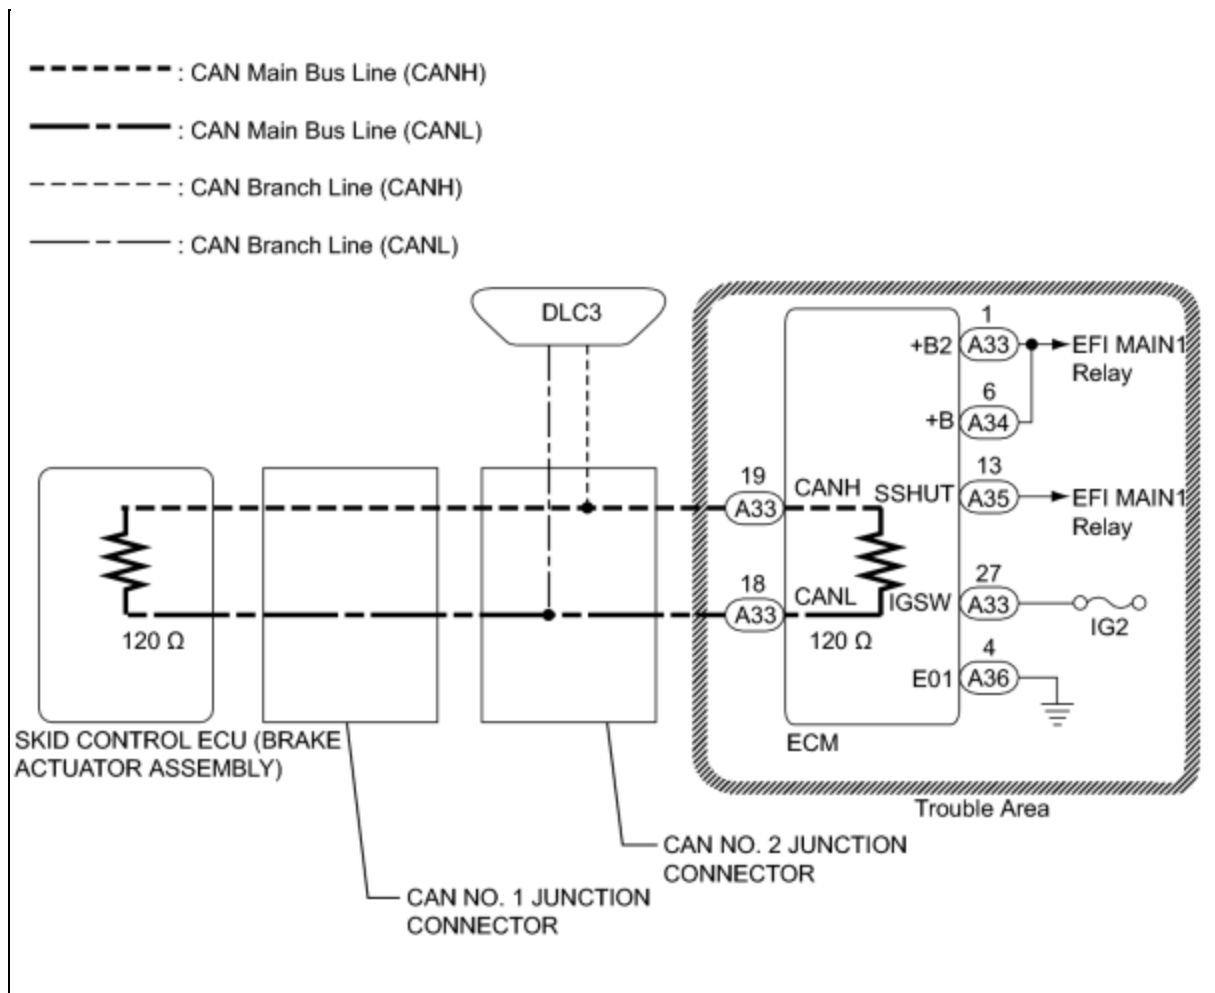 : CAN Main Bus Line (CANH)
: CAN Main Bus Line (CANL)
: CAN Branch Line (CANH)
: CAN Branch Line (CANL)
DLC3
1
+B2
A33
EFI MAIN1
Relay
6
+B
A34
13
SSHUT
A35
EFI MAIN1
Relay
19
A33
CANH
18
A33
CANL
27
IGSW
A33
IG2
120 Ω
120 Ω
4
E01
A36
SKID CONTROL ECU (BRAKE
ACTUATOR ASSEMBLY)
ECM
Trouble Area
CAN NO. 2 JUNCTION
CONNECTOR
CAN NO. 1 JUNCTION
CONNECTOR